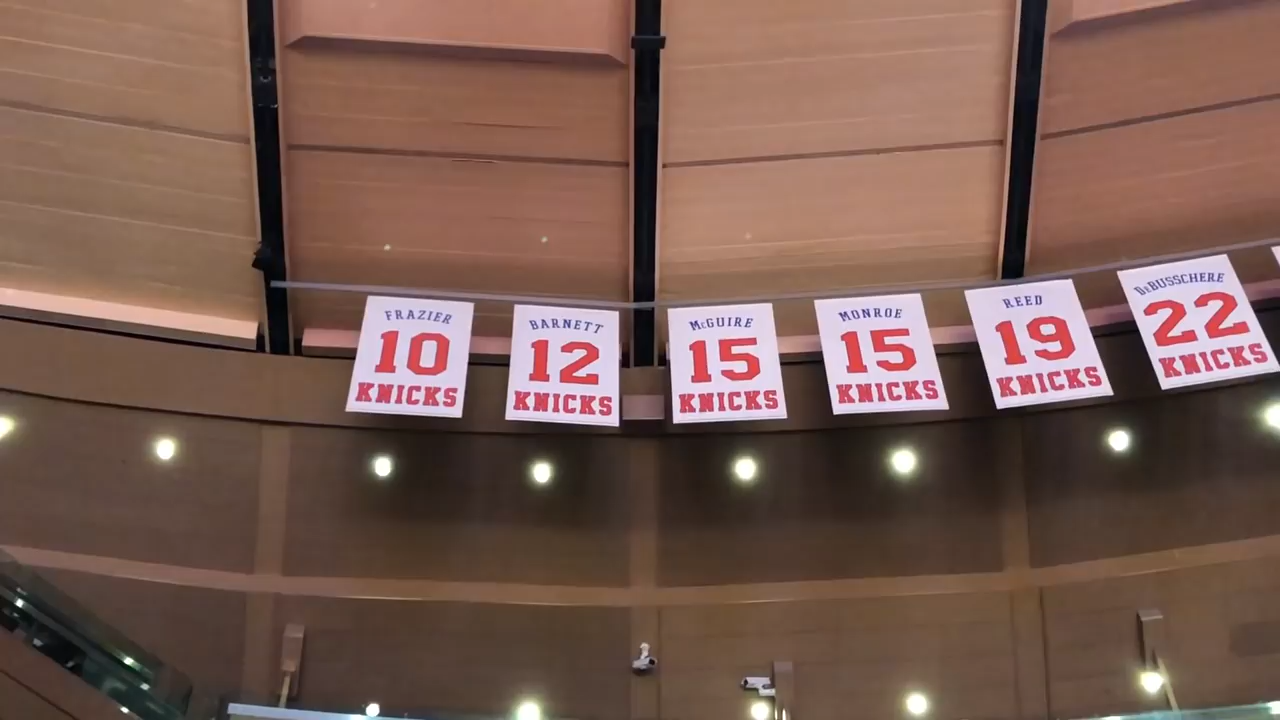 FRAZIER
10
KNICKS
BARNETT
12
KNICKS
McGUIRE
15
KNICKS
MONROE
15
KNICKS
REED
19
KNICKS
DeBUSSCHERE
22
KNICKS